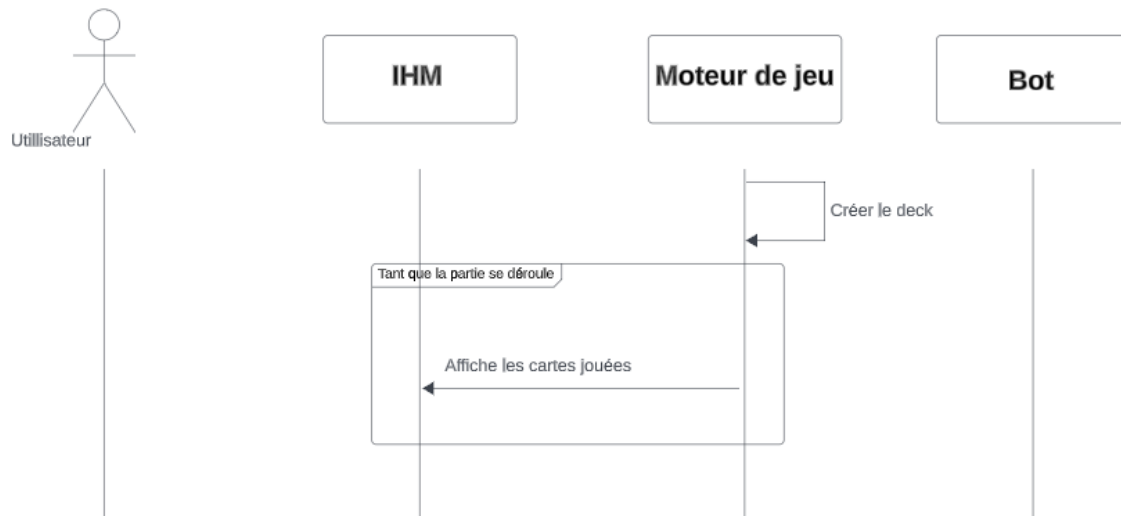 IHM
Moteur de jeu
Bot
Utillisateur
Créer le deck
Tant que la partie se déroule
Affiche les cartes jouées